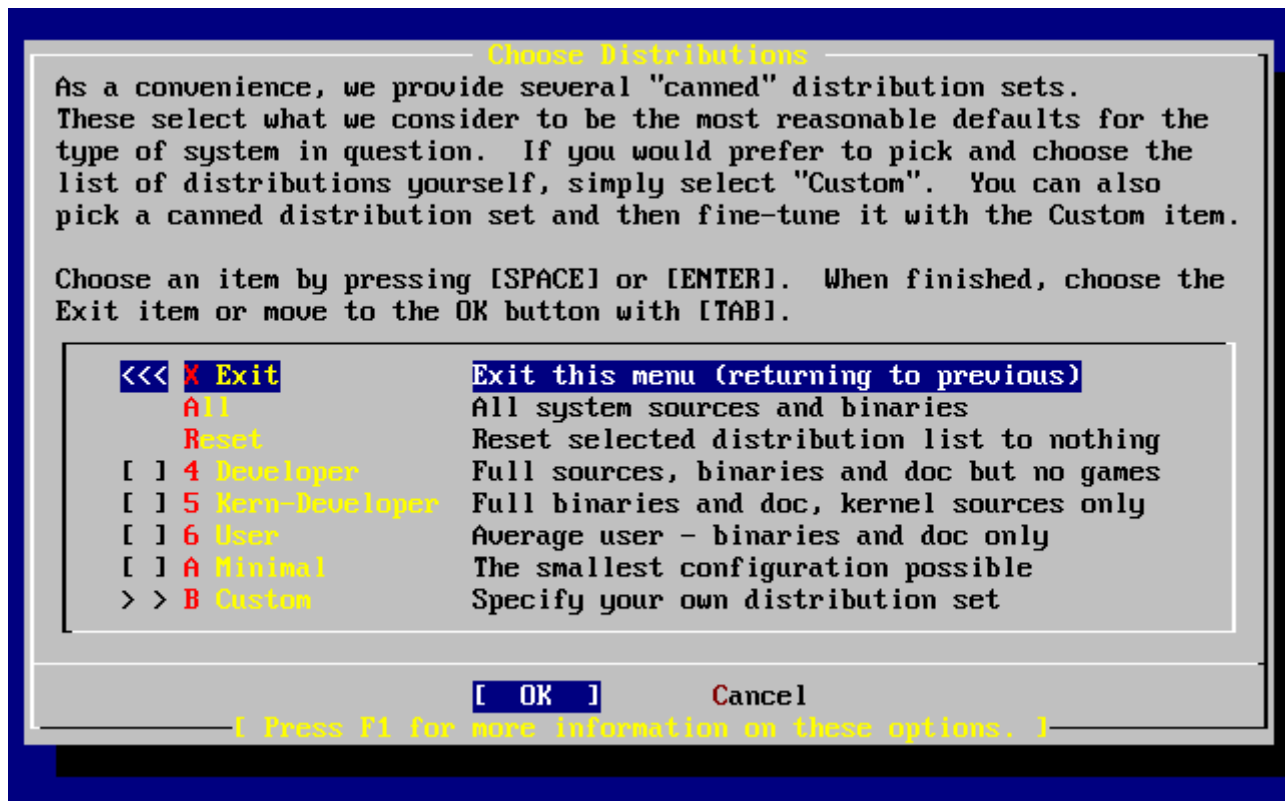 Choose Distributions
As a convenience, we provide several "canned" distribution sets.
These select what we consider to be the most reasonable defaults for the
type of system in question.  If you would prefer to pick and choose the
list of distributions yourself, simply select "Custom".  You can also
pick a canned distribution set and then fine-tune it with the Custom item.
Choose an item by pressing [SPACE] or [ENTER].  When finished, choose the
Exit item or move to the OK button with [TAB].
<<< X Exit            Exit this menu (returning to previous)
All             All system sources and binaries
Reset           Reset selected distribution list to nothing
[ ] 4 Developer       Full sources, binaries and doc but no games
[ ] 5 Kern-Developer  Full binaries and doc, kernel sources only
[ ] 6 User            Average user - binaries and doc only
[ ] A Minimal         The smallest configuration possible
> > B Custom          Specify your own distribution set
[  OK  ]       Cancel
[ Press F1 for more information on these options. ]